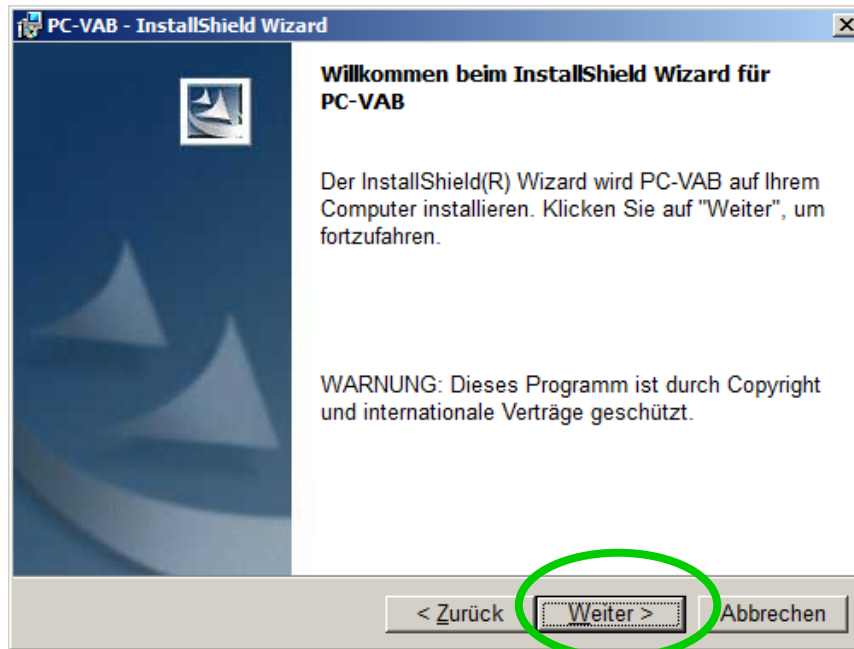 PC-VAB - InstallShield Wizard
Willkommen beim InstallShield Wizard für
PC-VAB
Der InstallShield(R) Wizard wird PC-VAB auf Ihrem
Computer installieren. Klicken Sie auf "Weiter", um
fortzufahren.
WARNUNG: Dieses Programm ist durch Copyright
und internationale Verträge geschützt.
< Zurück
Weiter >
Abbrechen